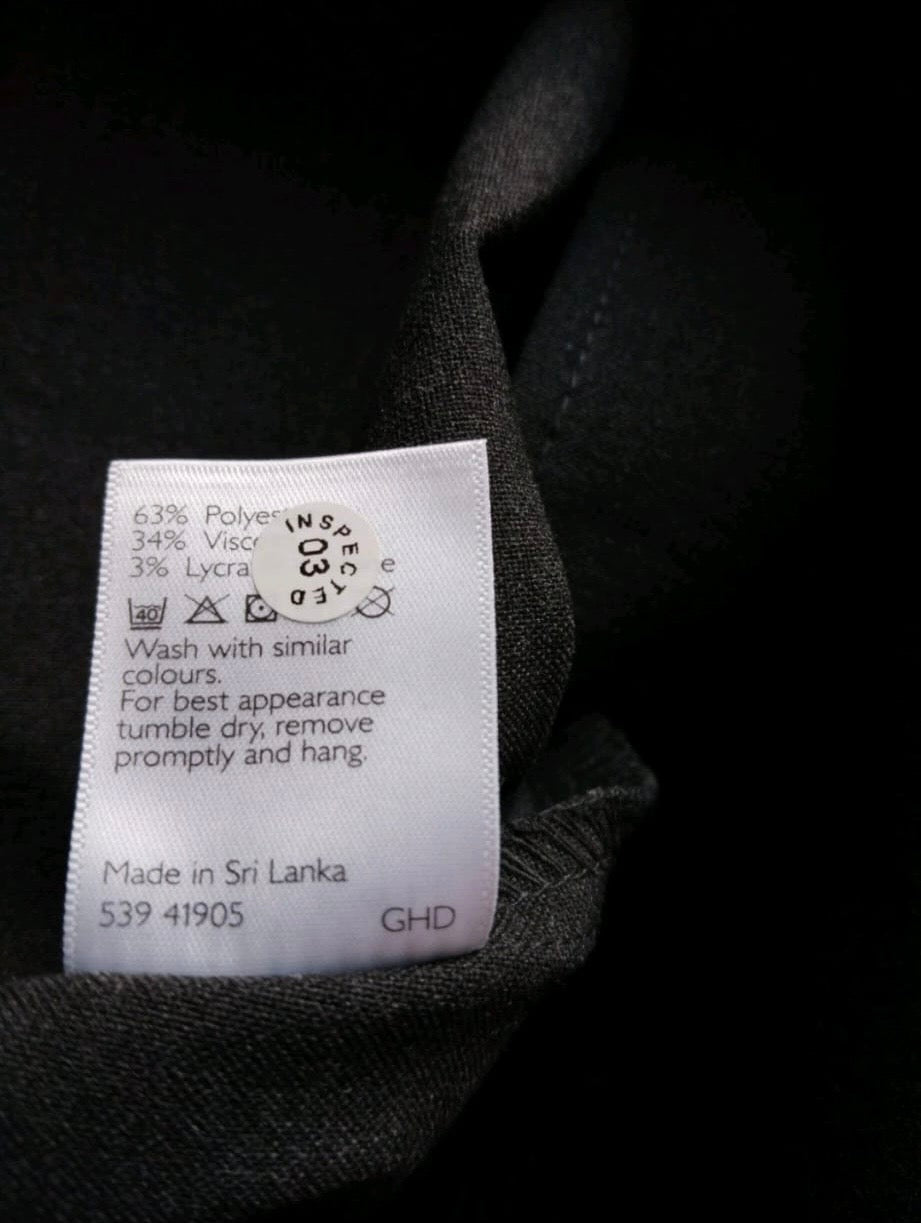 63% Polyes
34% Visc
3% Lycra e
INSPECTED
03
40
Wash with similar
colours.
For best appearance
tumble dry, remove
promptly and hang.
Made in Sri Lanka
539 41905 GHD